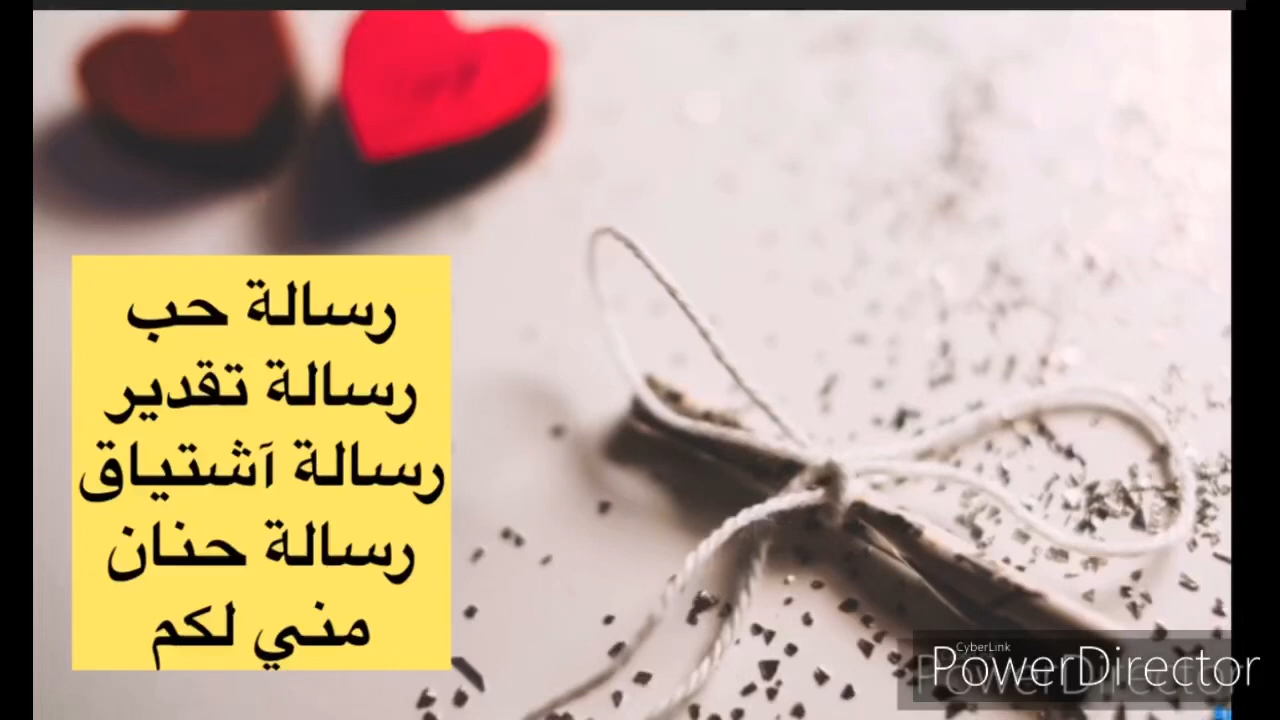 رسالة حب
رسالة تقدير
رسالة آشتياق
رسالة حنان
مني لكم
CyberLink
PowerDirector